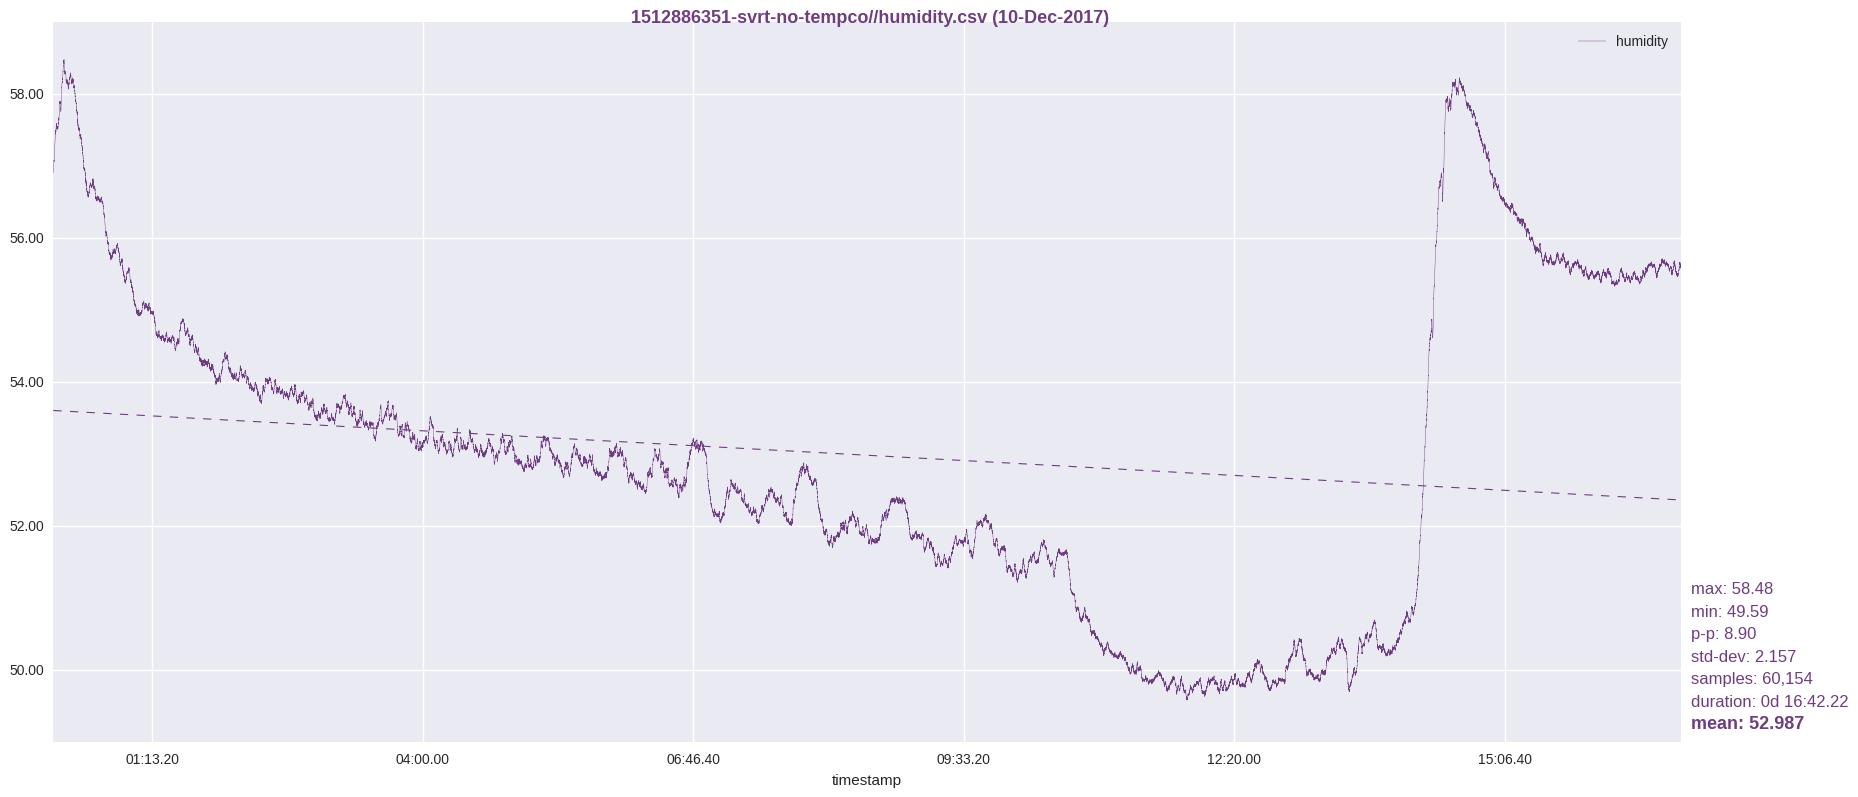 1512886351-svrt-no-tempco//humidity.csv (10-Dec-2017)
humidity
58.00
56.00
54.00
52.00
50.00
max: 58.48
min: 49.59
p-p: 8.90
std-dev: 2.157
samples: 60,154
duration: 0d 16:42.22
mean: 52.987
01:13.20 04:00.00 06:46.40 09:33.20 12:20.00 15:06.40
timestamp